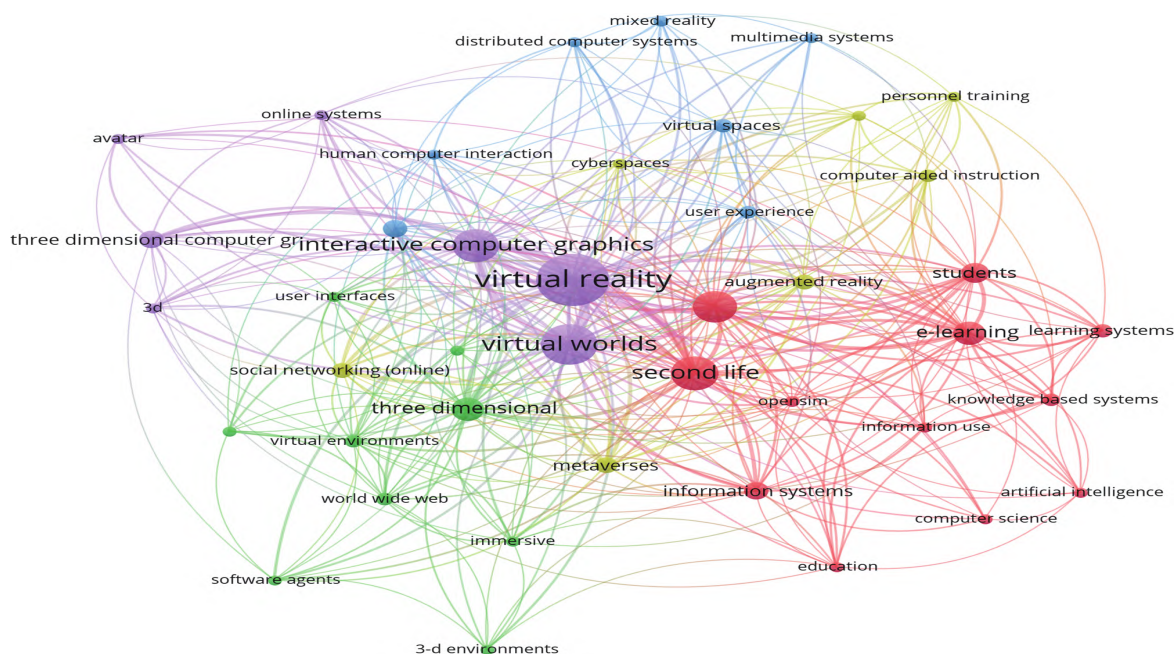 mixed reality
distributed computer systems
multimedia systems
personnel training
online systems
virtual spaces
avatar
human computer interaction
cyberspaces
computer aided instruction
user experience
three dimensional computer gr
interactive computer graphics
virtual reality
students
augmented reality
user interfaces
3d
e-learning
learning systems
virtual worlds
social networking (online)
second life
opensim
knowledge based systems
three dimensional
information use
virtual environments
metaverses
information systems
artificial intelligence
world wide web
computer science
immersive
education
software agents
3-d environments